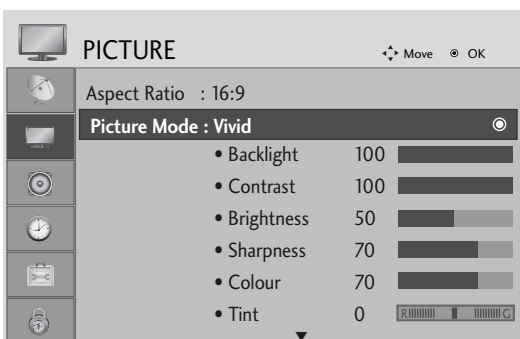 PICTURE
Move OK
Aspect Ratio : 16:9
Picture Mode : Vivid
• Backlight 100
• Contrast 100
• Brightness 50
• Sharpness 70
• Colour 70
• Tint 0 R G